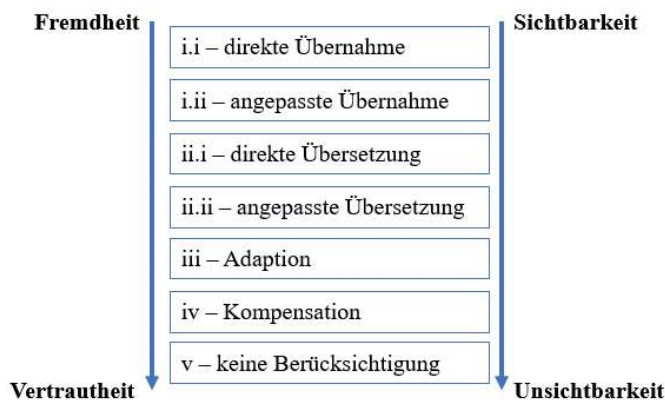 Fremdheit
Sichtbarkeit
i.i – direkte Übernahme
i.ii – angepasste Übernahme
ii.i – direkte Übersetzung
ii.ii – angepasste Übersetzung
iii – Adaption
iv – Kompensation
v – keine Berücksichtigung
Vertrautheit
Unsichtbarkeit